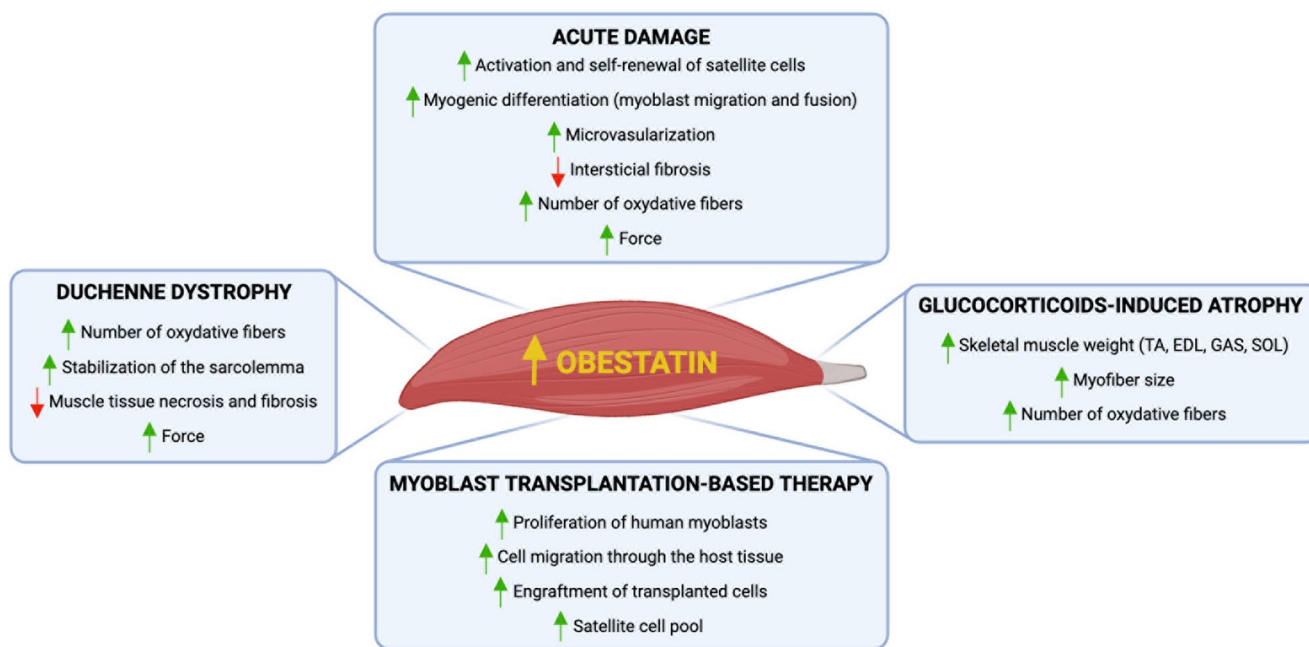 ACUTE DAMAGE
Activation and self-renewal of satellite cells
Myogenic differentiation (myoblast migration and fusion)
Microvasularization
Intersticial fibrosis
Number of oxydative fibers
Force
DUCHENNE DYSTROPHY
Number of oxydative fibers
Stabilization of the sarcolemma
Muscle tissue necrosis and fibrosis
Force
OBESTATIN
GLUCOCORTICOIDS-INDUCED ATROPHY
Skeletal muscle weight (TA, EDL, GAS, SOL)
Myofiber size
Number of oxydative fibers
MYOBLAST TRANSPLANTATION-BASED THERAPY
Proliferation of human myoblasts
Cell migration through the host tissue
Engraftment of transplanted cells
Satellite cell pool